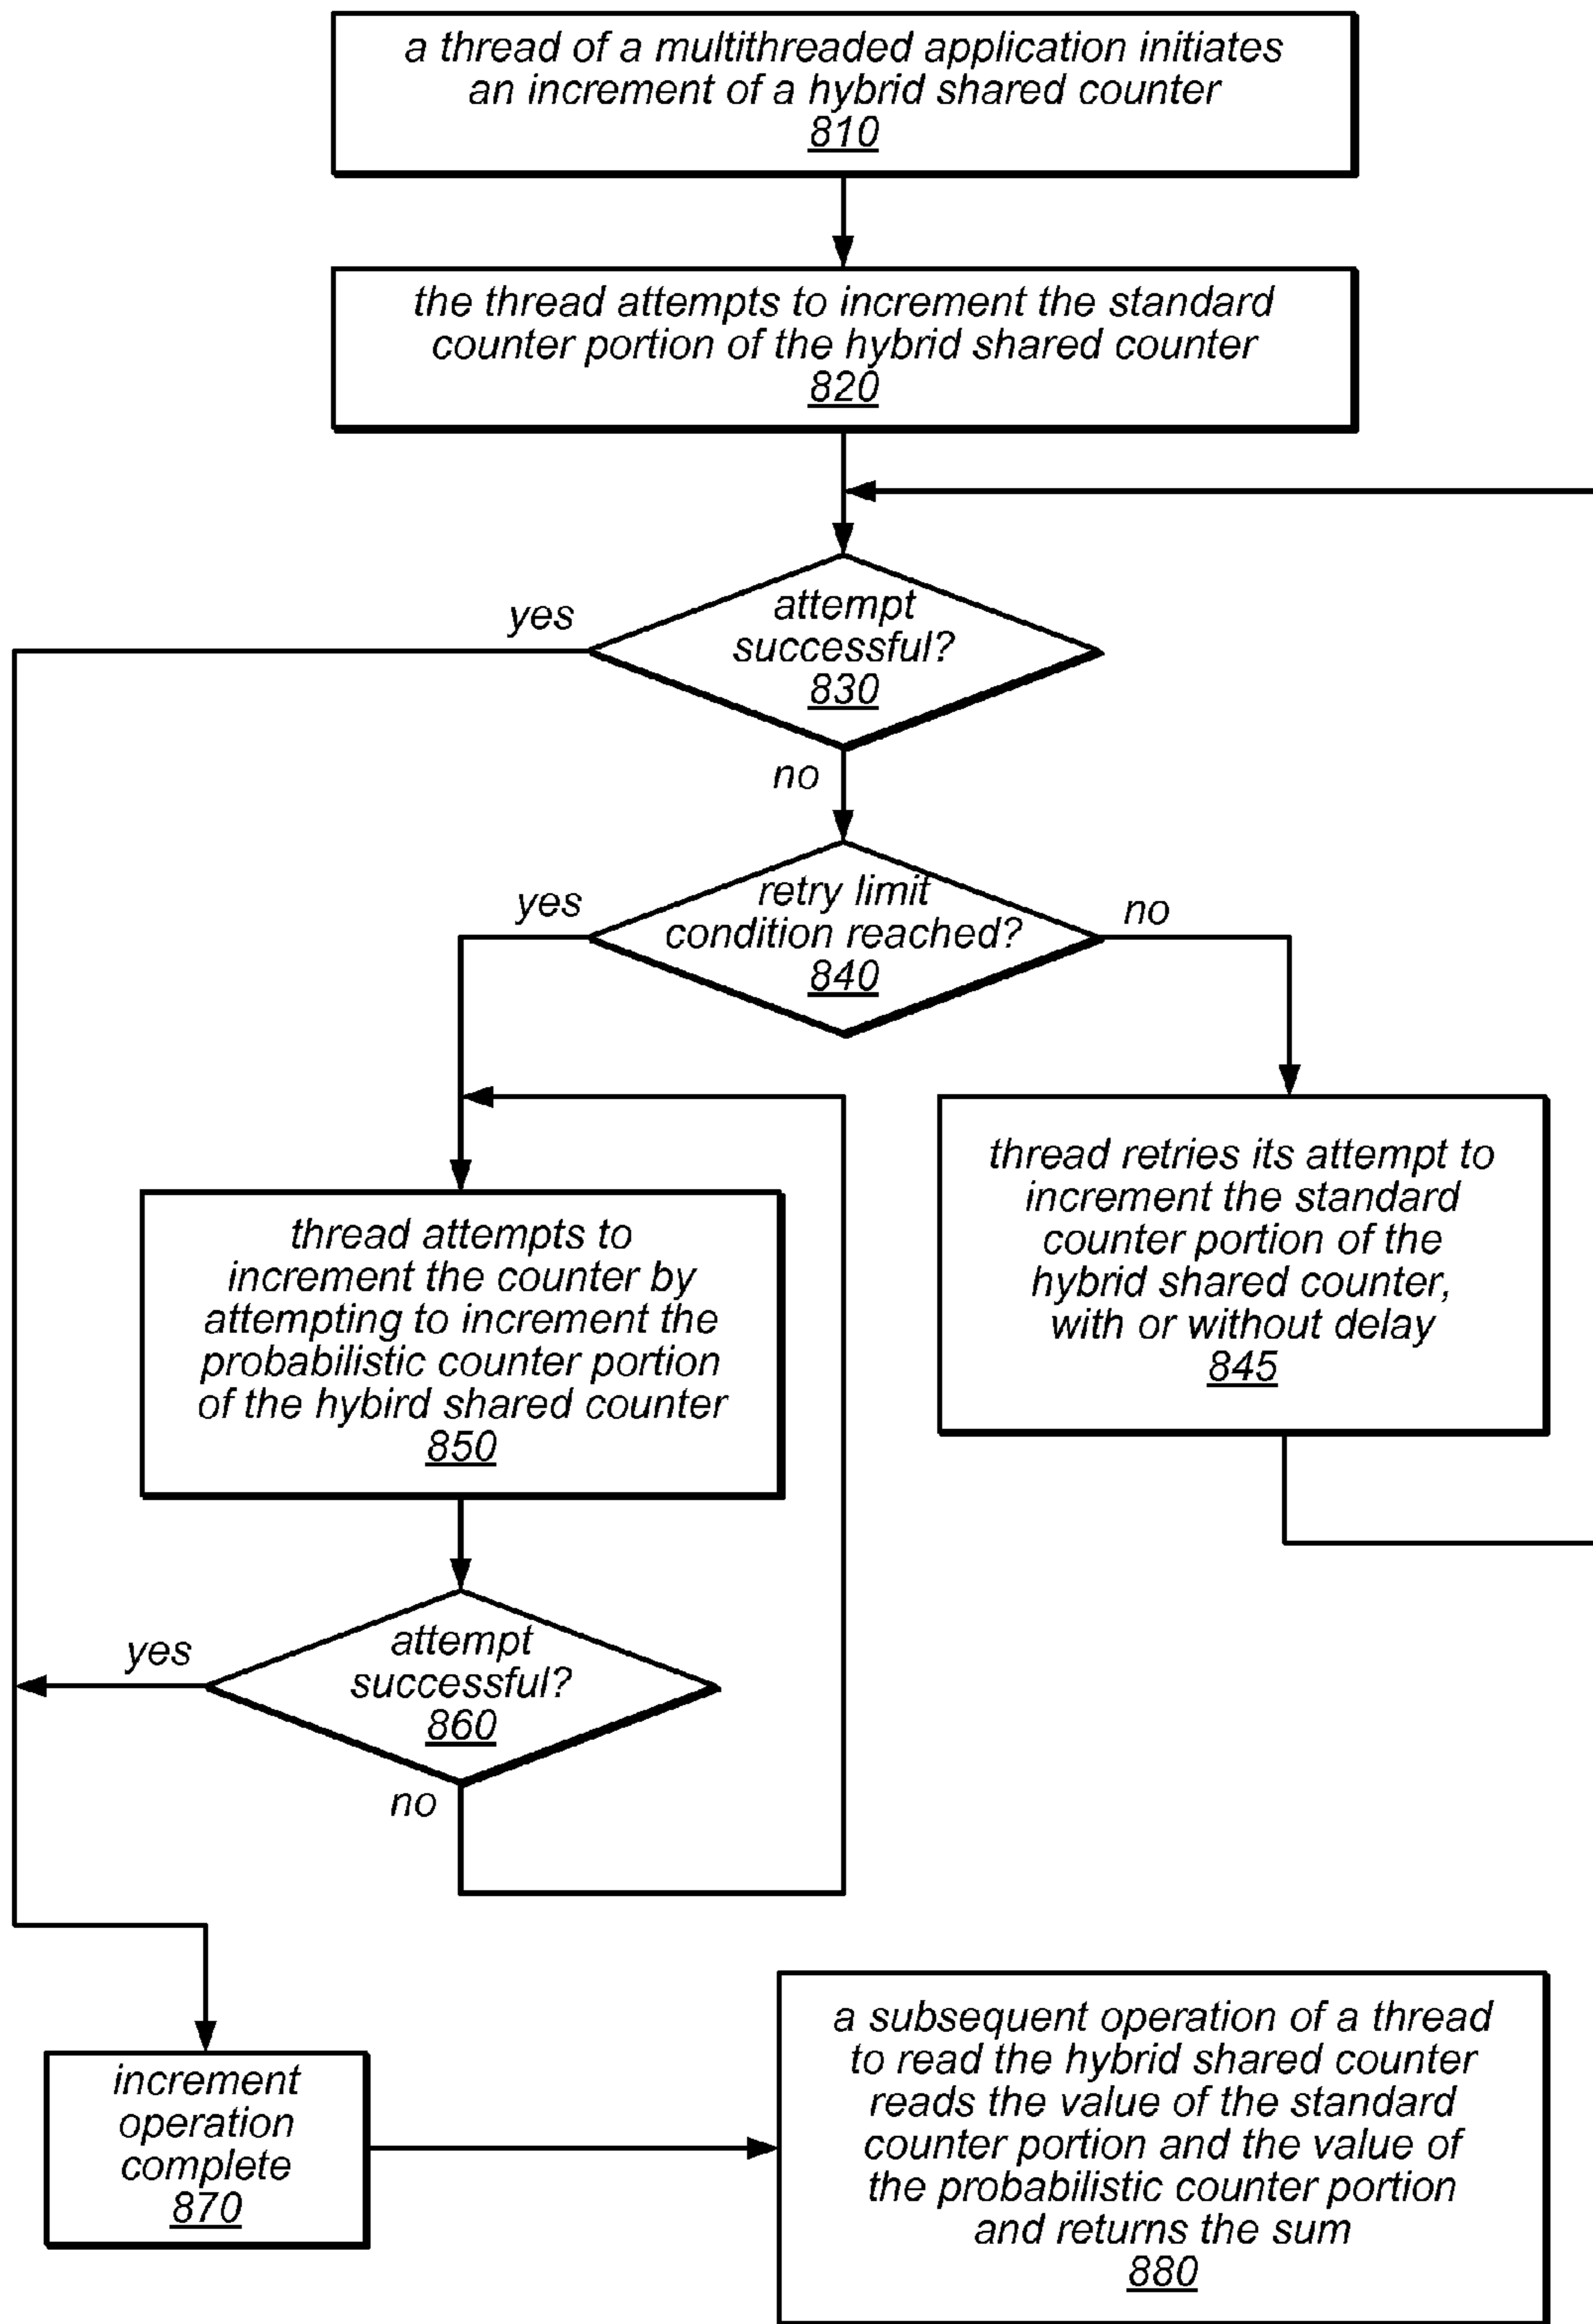 a thread of a multithreaded application initiates
an increment of a hybrid shared counter
810
the thread attempts to increment the standard
counter portion of the hybrid shared counter
820
yes
attempt
successful?
830
no
yes
retry limit
condition reached?
840
no
thread attempts to
increment the counter by
attempting to increment the
probabilistic counter portion
of the hybird shared counter
850
thread retries its attempt to
increment the standard
counter portion of the
hybrid shared counter,
with or without delay
845
yes
attempt
successful?
860
no
increment
operation
complete
870
a subsequent operation of a thread
to read the hybrid shared counter
reads the value of the standard
counter portion and the value of
the probabilistic counter portion
and returns the sum
880